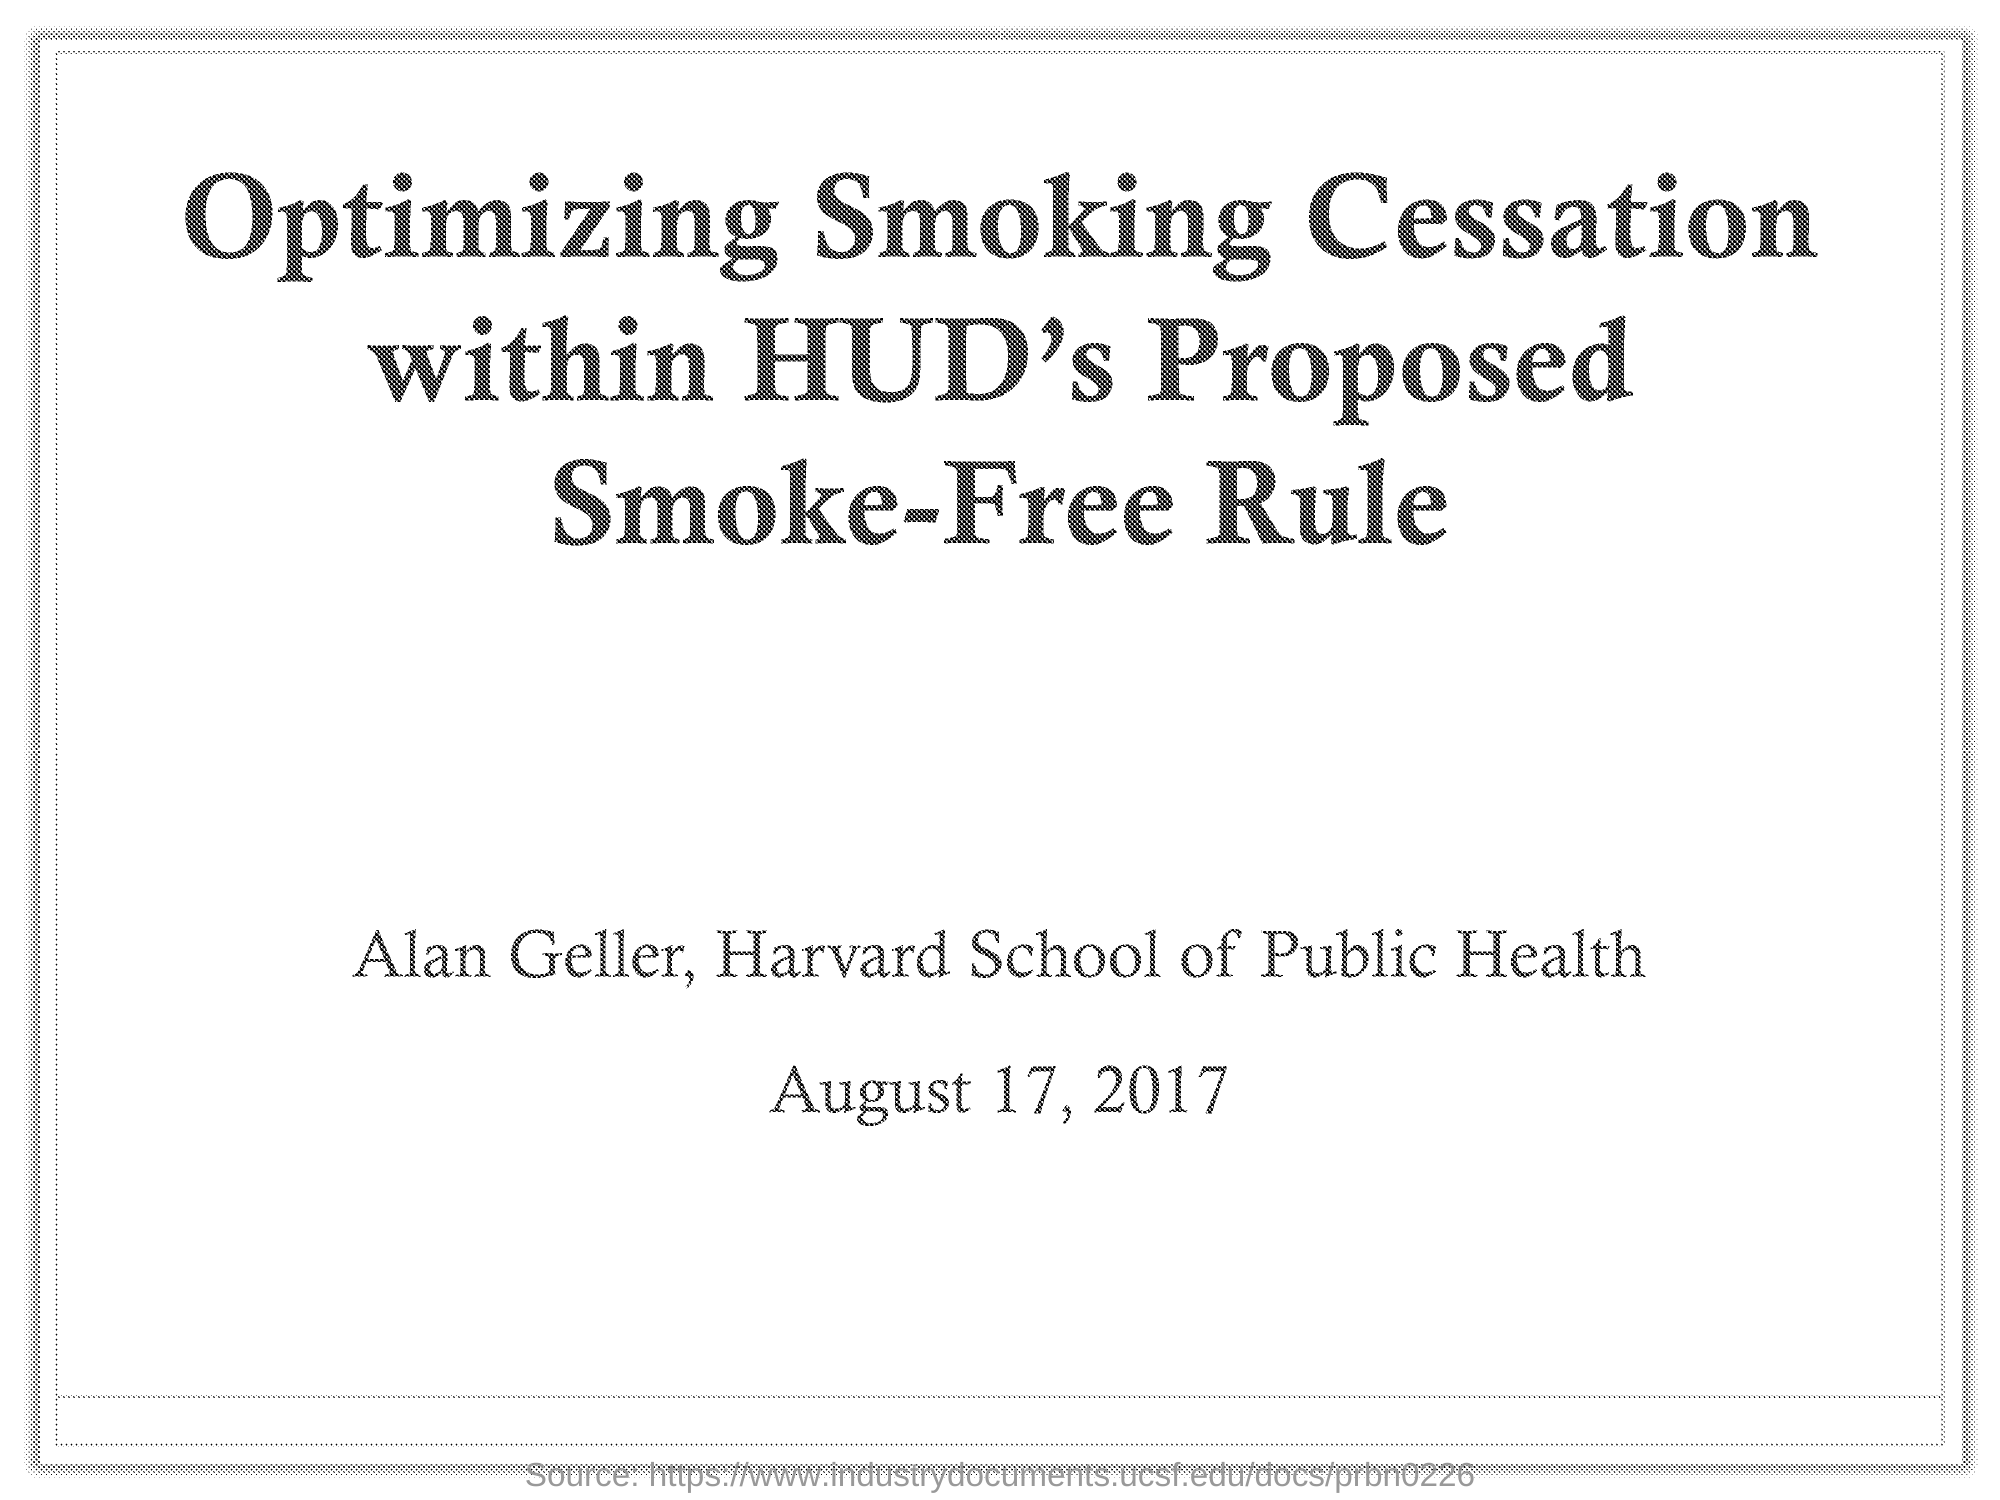 Optimizing Smoking Cessation
within HUD’s Proposed
Smoke-Free Rule
Alan Geller, Harvard School of Public Health
August 17, 2017
Source: https://www.industrydocuments.ucsf.edu/docs/prbn0226